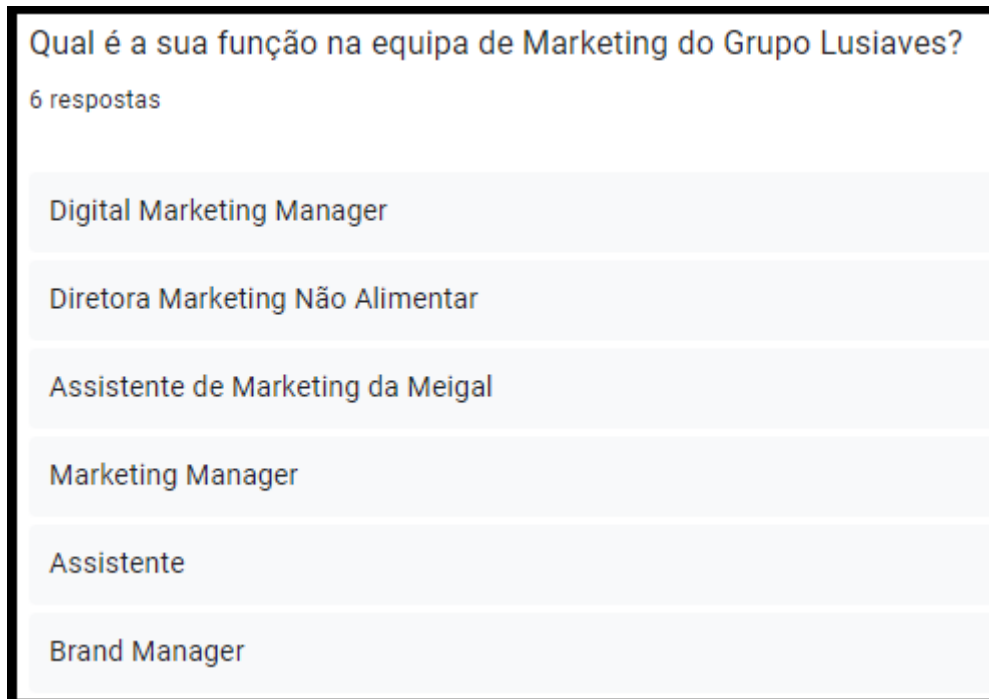 Qual é a sua função na equipa de Marketing do Grupo Lusiaves?
6 respostas
Digital Marketing Manager
Diretora Marketing Não Alimentar
Assistente de Marketing da Meigal
Marketing Manager
Assistente
Brand Manager